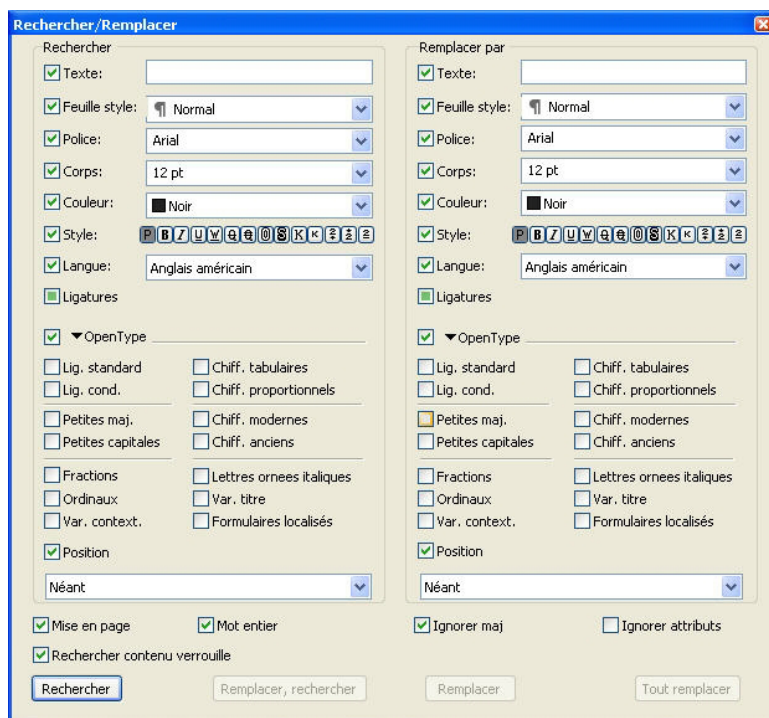 Rechercher/Remplacer
Rechercher
Texte:
Feuille style: ¶ Normal
Police: Arial
Corps: 12 pt
Couleur: Noir
Style: P B I U W Q Q O S K K 2 2 2
Langue: Anglais américain
Ligatures
OpenType
Lig. standard Chiff. tabulaires
Lig. cond. Chiff. proportionnels
Petites maj. Chiff. modernes
Petites capitales Chiff. anciens
Fractions Lettres ornees italiques
Ordinaux Var. titre
Var. context. Formulaires localisés
Position
Néant
Remplacer par
Texte:
Feuille style: ¶ Normal
Police: Arial
Corps: 12 pt
Couleur: Noir
Style: P B I U W Q Q O S K K 2 2 2
Langue: Anglais américain
Ligatures
OpenType
Lig. standard Chiff. tabulaires
Lig. cond. Chiff. proportionnels
Petites maj. Chiff. modernes
Petites capitales Chiff. anciens
Fractions Lettres ornees italiques
Ordinaux Var. titre
Var. context. Formulaires localisés
Position
Néant
Mise en page Mot entier Ignorer maj Ignorer attributs
Rechercher contenu verrouille
Rechercher Remplacer, rechercher Remplacer Tout remplacer